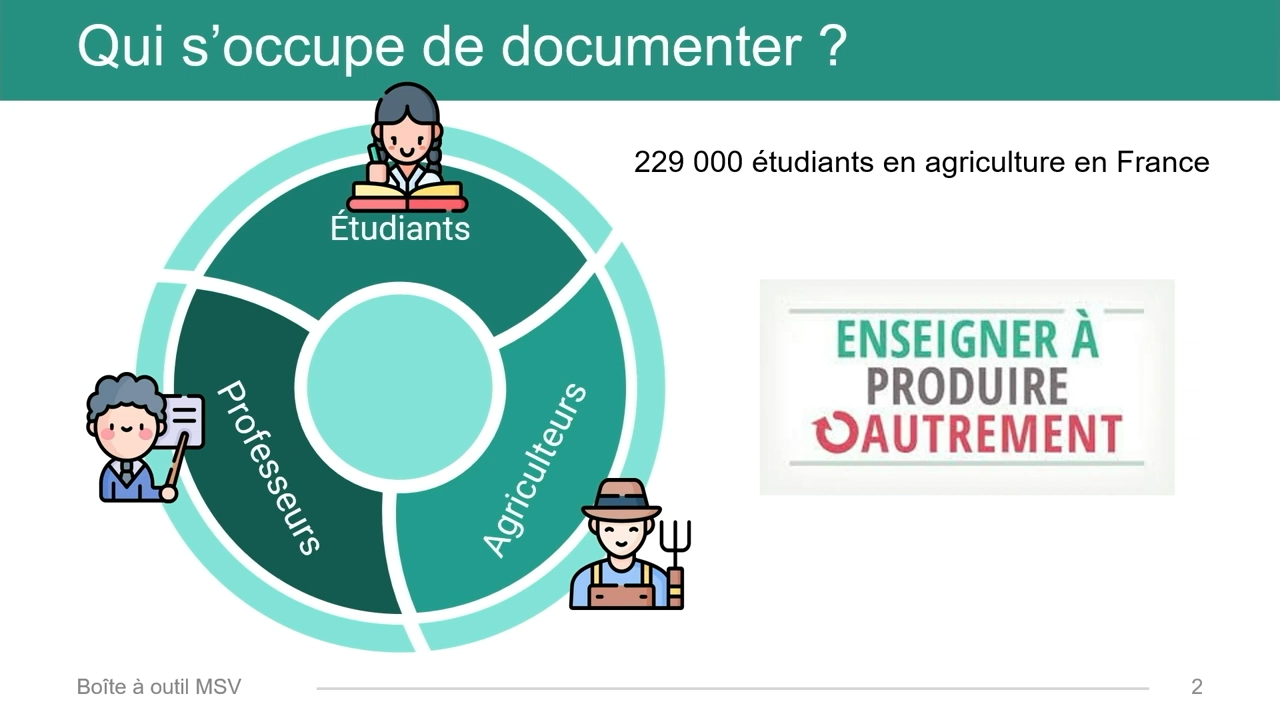 Qui s’occupe de documenter ?
229 000 étudiants en agriculture en France
Étudiants
Professeurs
Agriculteurs
ENSEIGNER À
PRODUIRE
AUTREMENT
Boîte à outil MSV
2